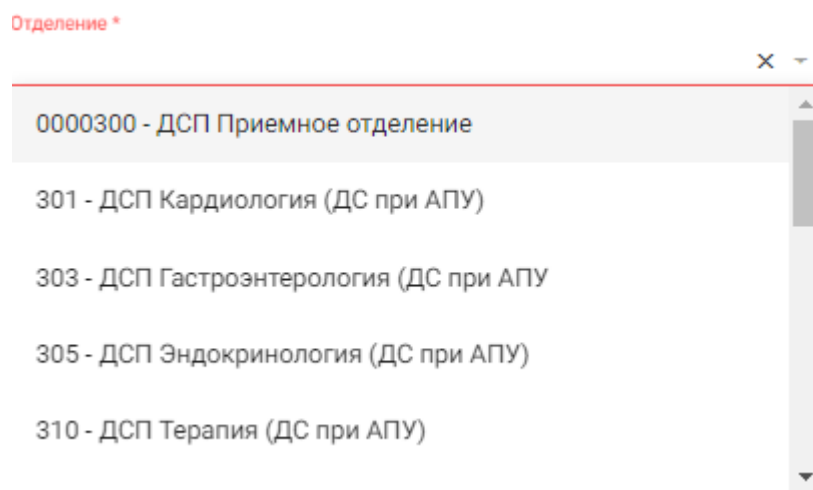 Отделение *
0000300 - ДСП Приемное отделение
301 - ДСП Кардиология (ДС при АПУ)
303 - ДСП Гастроэнтерология (ДС при АПУ
305 - ДСП Эндокринология (ДС при АПУ)
310 - ДСП Терапия (ДС при АПУ)